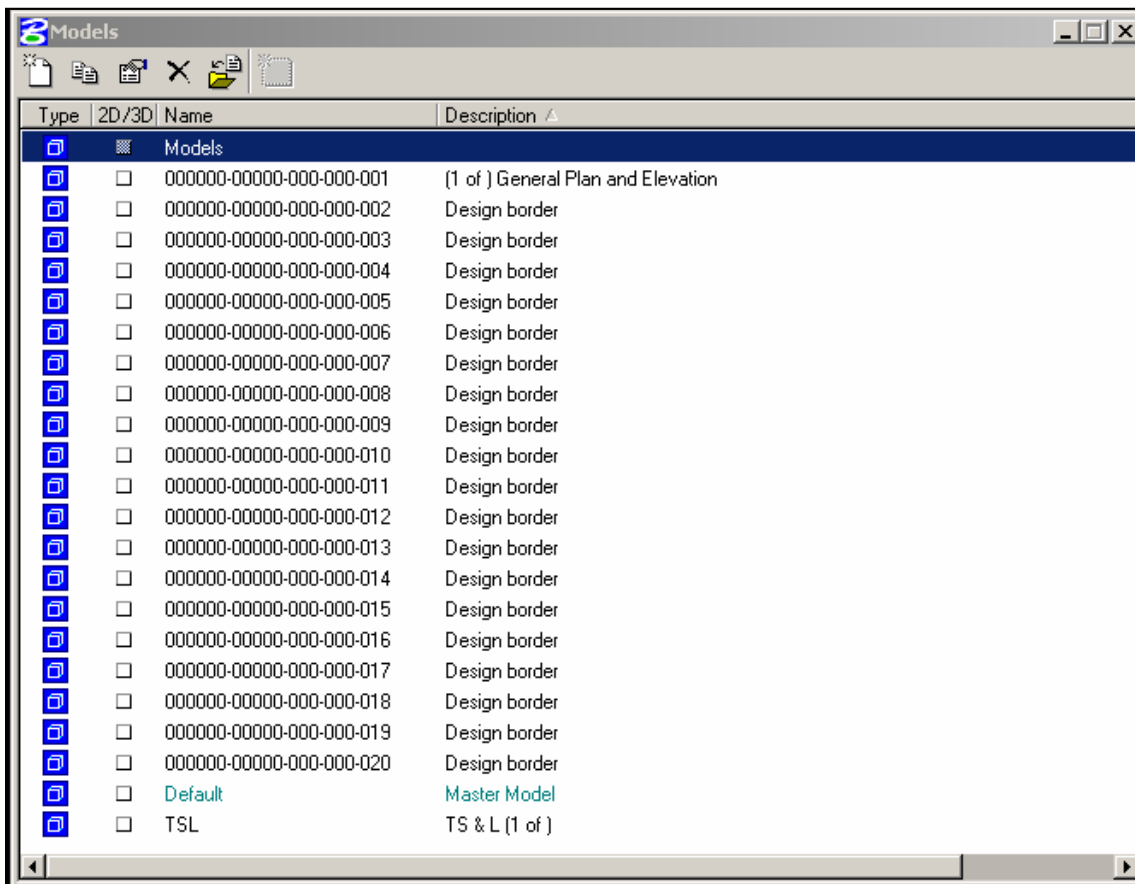 Models
Type 2D/3D Name Description
Models
000000-00000-000-000-001 (1 of ) General Plan and Elevation
000000-00000-000-000-002 Design border
000000-00000-000-000-003 Design border
000000-00000-000-000-004 Design border
000000-00000-000-000-005 Design border
000000-00000-000-000-006 Design border
000000-00000-000-000-007 Design border
000000-00000-000-000-008 Design border
000000-00000-000-000-009 Design border
000000-00000-000-000-010 Design border
000000-00000-000-000-011 Design border
000000-00000-000-000-012 Design border
000000-00000-000-000-013 Design border
000000-00000-000-000-014 Design border
000000-00000-000-000-015 Design border
000000-00000-000-000-016 Design border
000000-00000-000-000-017 Design border
000000-00000-000-000-018 Design border
000000-00000-000-000-019 Design border
000000-00000-000-000-020 Design border
Default Master Model
TSL TS & L (1 of )